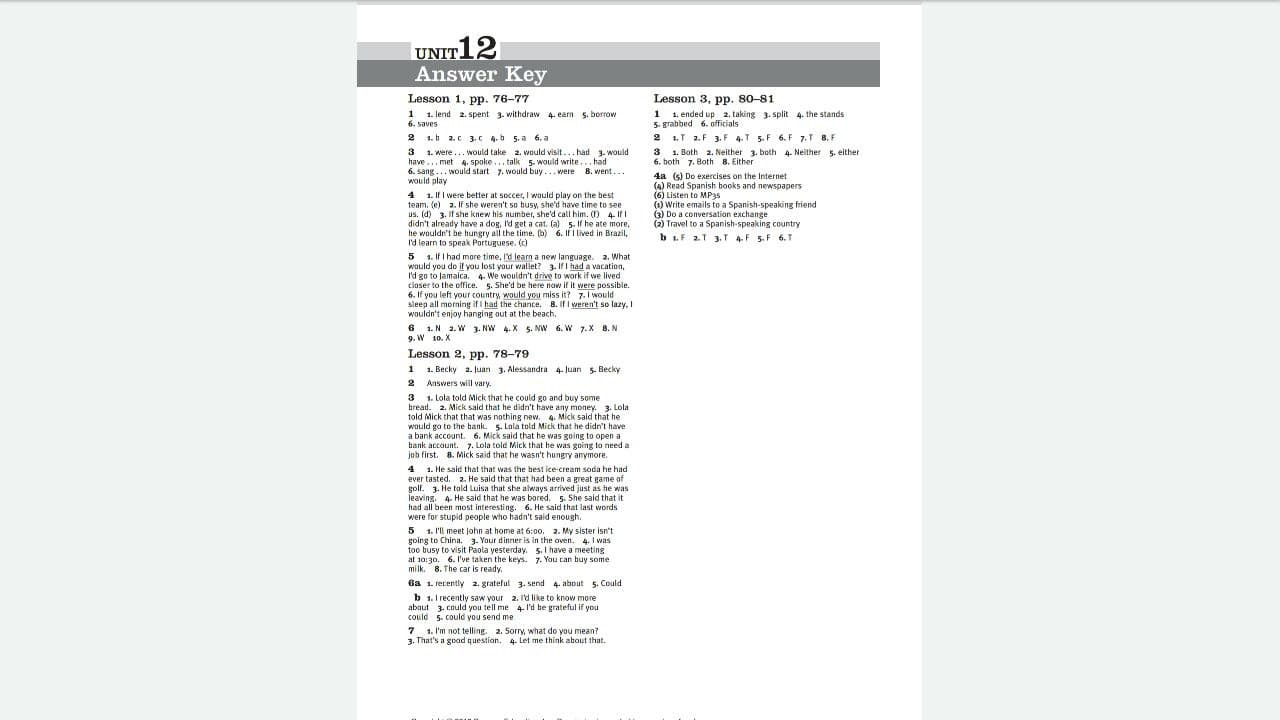 UNIT 12
Answer Key
Lesson 1, pp. 76–77
1 1. lend 2. spent 3. withdraw 4. earn 5. borrow
6. saves
2 1. b 2. c 3. c 4. b 5. a 6. a
3 1. were . . . would take 2. would visit . . . had 3. would
have . . . met 4. spoke . . . talk 5. would write . . . had
6. sang . . . would start 7. would buy . . . were 8. went . . .
would play
4 1. If I were better at soccer, I would play on the best
team. (e) 2. If she weren't so busy, she'd have time to see
us. (d) 3. If she knew his number, she'd call him. (f) 4. If I
didn't already have a dog, I'd get a cat. (a) 5. If he ate more,
he wouldn't be hungry all the time. (b) 6. If I lived in Brazil,
I'd learn to speak Portuguese. (c)
5 1. If I had more time, I'd learn a new language. 2. What
would you do if you lost your wallet? 3. If I had a vacation,
I'd go to Jamaica. 4. We wouldn't drive to work if we lived
closer to the office. 5. She'd be here now if it were possible.
6. If you left your country, would you miss it? 7. I would
sleep all morning if I had the chance. 8. If I weren't so lazy, I
wouldn't enjoy hanging out at the beach.
6 1. N 2. W 3. NW 4. X 5. NW 6. W 7. X 8. N
9. W 10. X
Lesson 2, pp. 78–79
1 1. Becky 2. Juan 3. Alessandra 4. Juan 5. Becky
2 Answers will vary.
3 1. Lola told Mick that he could go and buy some
bread. 2. Mick said that he didn't have any money. 3. Lola
told Mick that that was nothing new. 4. Mick said that he
would go to the bank. 5. Lola told Mick that he didn't have
a bank account. 6. Mick said that he was going to open a
bank account. 7. Lola told Mick that he was going to need a
job first. 8. Mick said that he wasn't hungry anymore.
4 1. He said that that was the best ice-cream soda he had
ever tasted. 2. He said that that had been a great game of
golf. 3. He told Luisa that she always arrived just as he was
leaving. 4. He said that he was bored. 5. She said that it
had all been most interesting. 6. He said that last words
were for stupid people who hadn't said enough.
5 1. I'll meet John at home at 6:00. 2. My sister isn't
going to China. 3. Your dinner is in the oven. 4. I was
too busy to visit Paola yesterday. 5. I have a meeting
at 10:30. 6. I've taken the keys. 7. You can buy some
milk. 8. The car is ready.
6a 1. recently 2. grateful 3. send 4. about 5. Could
b 1. I recently saw your 2. I'd like to know more
about 3. could you tell me 4. I'd be grateful if you
could 5. could you send me
7 1. I'm not telling. 2. Sorry, what do you mean?
3. That's a good question. 4. Let me think about that.
Lesson 3, pp. 80–81
1 1. ended up 2. taking 3. split 4. the stands
5. grabbed 6. officials
2 1. T 2. F 3. F 4. T 5. F 6. F 7. T 8. F
3 1. Both 2. Neither 3. both 4. Neither 5. either
6. both 7. Both 8. Either
4a (5) Do exercises on the Internet
(4) Read Spanish books and newspapers
(6) Listen to MP3s
(1) Write emails to a Spanish-speaking friend
(3) Do a conversation exchange
(2) Travel to a Spanish-speaking country
b 1. F 2. T 3. T 4. F 5. F 6. T